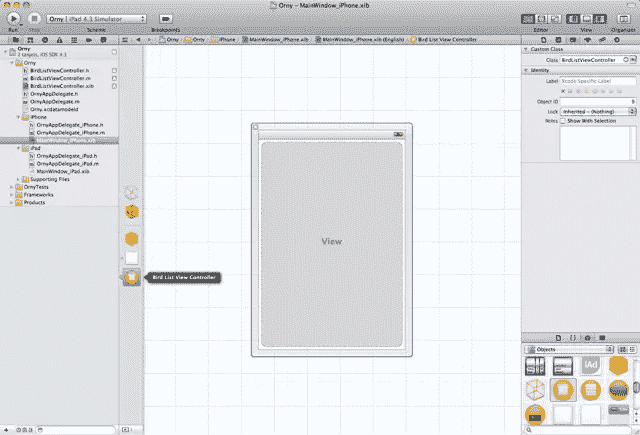 Orny – MainWindow_iPhone.xib
Orny
iPad 4.3 Simulator
Run
Stop
Scheme
Breakpoints
Editor
View
Organizer
Orny
Orny
iPhone
MainWindow_iPhone.xib
MainWindow_iPhone.xib (English)
Bird List View Controller
Orny
2 targets, iOS SDK 4.3
Orny
BirdListViewController.h
BirdListViewController.m
BirdListViewController.xib
OrnyAppDelegate.h
OrnyAppDelegate.m
Orny.xcdatamodeld
iPhone
OrnyAppDelegate_iPhone.h
OrnyAppDelegate_iPhone.m
MainWindow_iPhone.xib
iPad
OrnyAppDelegate_iPad.h
OrnyAppDelegate_iPad.m
MainWindow_iPad.xib
Supporting Files
OrnyTests
Frameworks
Products
Bird List View Controller
View
Custom Class
Class
BirdListViewController
Identity
Label
Xcode Specific Label
Object ID
Lock
Inherited – (Nothing)
Notes
Show With Selection
Objects
iAd